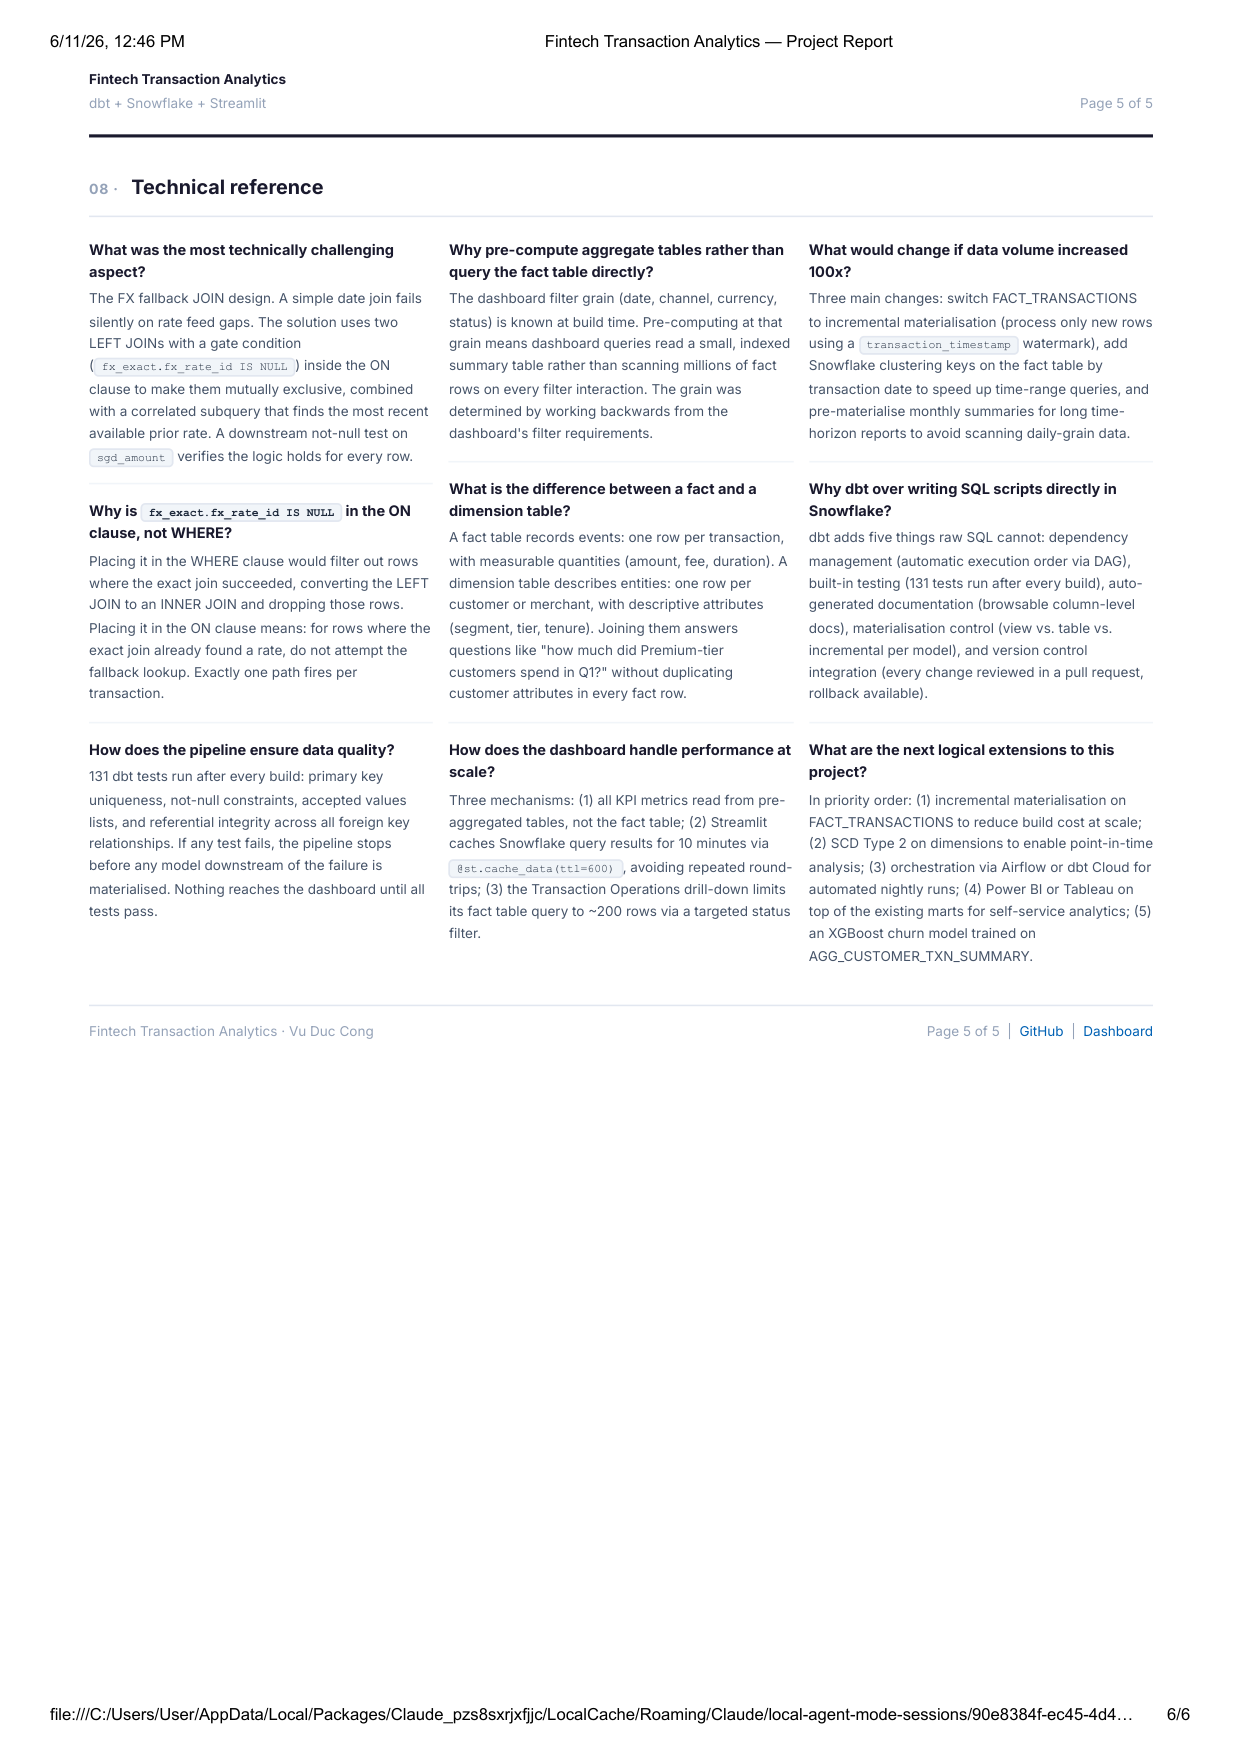 6/11/26, 12:46 PM
Fintech Transaction Analytics — Project Report
Fintech Transaction Analytics
dbt + Snowflake + Streamlit
Page 5 of 5
08 · Technical reference
What was the most technically challenging
aspect?
The FX fallback JOIN design. A simple date join fails
silently on rate feed gaps. The solution uses two
LEFT JOINs with a gate condition
( fx_exact.fx_rate_id IS NULL ) inside the ON
clause to make them mutually exclusive, combined
with a correlated subquery that finds the most recent
available prior rate. A downstream not-null test on
sgd_amount verifies the logic holds for every row.
Why is fx_exact.fx_rate_id IS NULL in the ON
clause, not WHERE?
Placing it in the WHERE clause would filter out rows
where the exact join succeeded, converting the LEFT
JOIN to an INNER JOIN and dropping those rows.
Placing it in the ON clause means: for rows where the
exact join already found a rate, do not attempt the
fallback lookup. Exactly one path fires per
transaction.
How does the pipeline ensure data quality?
131 dbt tests run after every build: primary key
uniqueness, not-null constraints, accepted values
lists, and referential integrity across all foreign key
relationships. If any test fails, the pipeline stops
before any model downstream of the failure is
materialised. Nothing reaches the dashboard until all
tests pass.
Why pre-compute aggregate tables rather than
query the fact table directly?
The dashboard filter grain (date, channel, currency,
status) is known at build time. Pre-computing at that
grain means dashboard queries read a small, indexed
summary table rather than scanning millions of fact
rows on every filter interaction. The grain was
determined by working backwards from the
dashboard's filter requirements.
What is the difference between a fact and a
dimension table?
A fact table records events: one row per transaction,
with measurable quantities (amount, fee, duration). A
dimension table describes entities: one row per
customer or merchant, with descriptive attributes
(segment, tier, tenure). Joining them answers
questions like "how much did Premium-tier
customers spend in Q1?" without duplicating
customer attributes in every fact row.
How does the dashboard handle performance at
scale?
Three mechanisms: (1) all KPI metrics read from pre-
aggregated tables, not the fact table; (2) Streamlit
caches Snowflake query results for 10 minutes via
@st.cache_data(ttl=600) , avoiding repeated round-
trips; (3) the Transaction Operations drill-down limits
its fact table query to ~200 rows via a targeted status
filter.
What would change if data volume increased
100x?
Three main changes: switch FACT_TRANSACTIONS
to incremental materialisation (process only new rows
using a transaction_timestamp watermark), add
Snowflake clustering keys on the fact table by
transaction date to speed up time-range queries, and
pre-materialise monthly summaries for long time-
horizon reports to avoid scanning daily-grain data.
Why dbt over writing SQL scripts directly in
Snowflake?
dbt adds five things raw SQL cannot: dependency
management (automatic execution order via DAG),
built-in testing (131 tests run after every build), auto-
generated documentation (browsable column-level
docs), materialisation control (view vs. table vs.
incremental per model), and version control
integration (every change reviewed in a pull request,
rollback available).
What are the next logical extensions to this
project?
In priority order: (1) incremental materialisation on
FACT_TRANSACTIONS to reduce build cost at scale;
(2) SCD Type 2 on dimensions to enable point-in-time
analysis; (3) orchestration via Airflow or dbt Cloud for
automated nightly runs; (4) Power BI or Tableau on
top of the existing marts for self-service analytics; (5)
an XGBoost churn model trained on
AGG_CUSTOMER_TXN_SUMMARY.
Fintech Transaction Analytics · Vu Duc Cong
Page 5 of 5 | GitHub | Dashboard
file:///C:/Users/User/AppData/Local/Packages/Claude_pzs8sxrjxfjjc/LocalCache/Roaming/Claude/local-agent-mode-sessions/90e8384f-ec45-4d4…
6/6